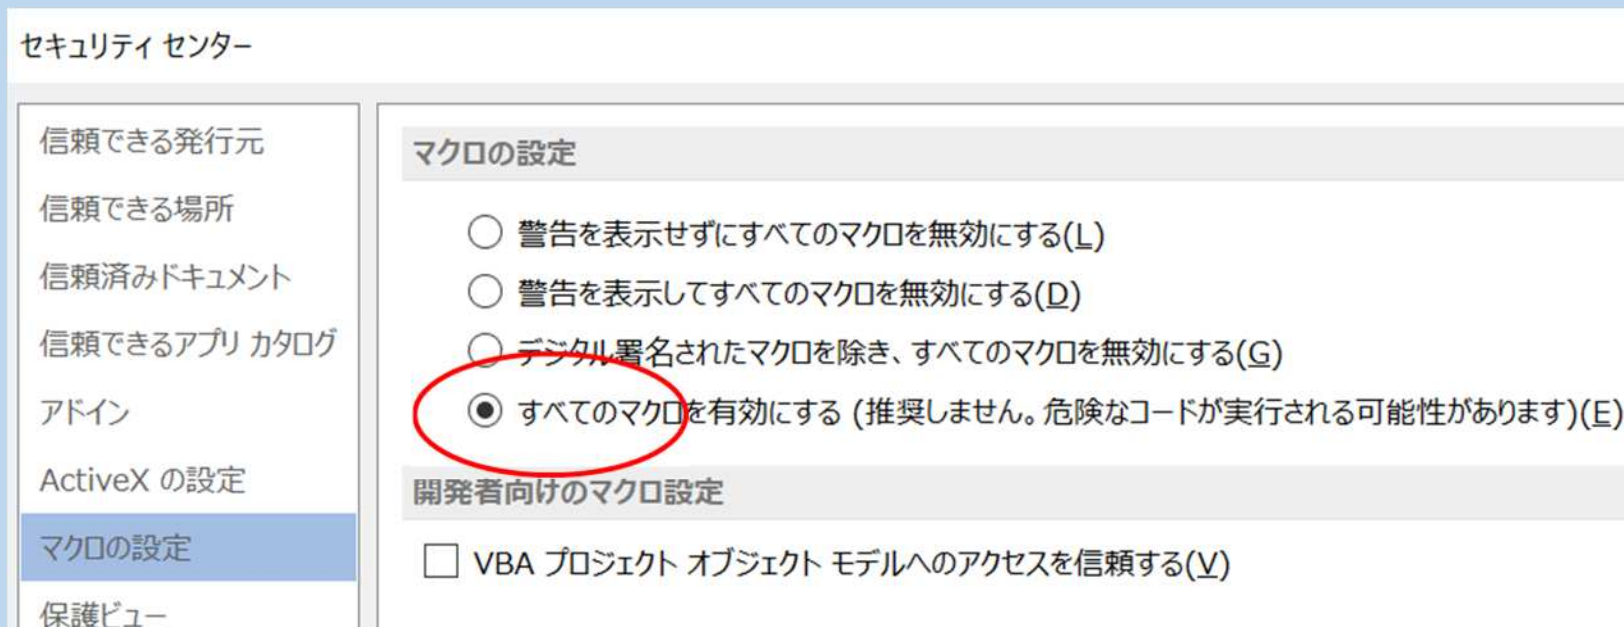 セキュリティ センター
信頼できる発行元
信頼できる場所
信頼済みドキュメント
信頼できるアプリ カタログ
アドイン
ActiveX の設定
マクロの設定
保護ビュー
マクロの設定
警告を表示せずにすべてのマクロを無効にする(L)
警告を表示してすべてのマクロを無効にする(D)
デジタル署名されたマクロを除き、すべてのマクロを無効にする(G)
すべてのマクロを有効にする (推奨しません。危険なコードが実行される可能性があります)(E)
開発者向けのマクロ設定
VBA プロジェクト オブジェクト モデルへのアクセスを信頼する(V)